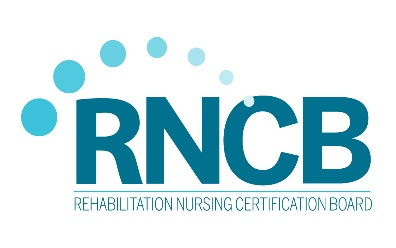 RNCB
REHABILITATION NURSING CERTIFICATION BOARD